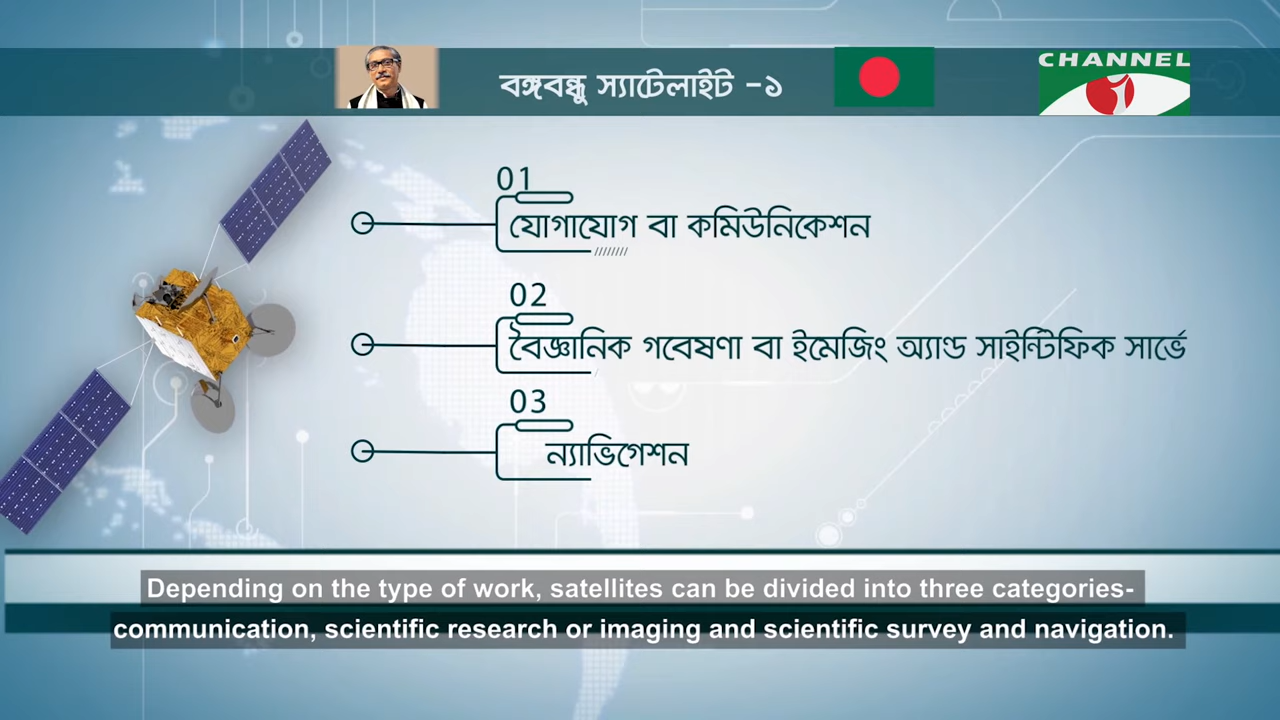 বঙ্গবন্ধু স্যাটেলাইট -১
CHANNEL
i
01
যোগাযোগ বা কমিউনিকেশন
02
বৈজ্ঞানিক গবেষণা বা ইমেজিং অ্যান্ড সাইন্টিফিক সার্ভে
03
ন্যাভিগেশন
Depending on the type of work, satellites can be divided into three categories-
communication, scientific research or imaging and scientific survey and navigation.